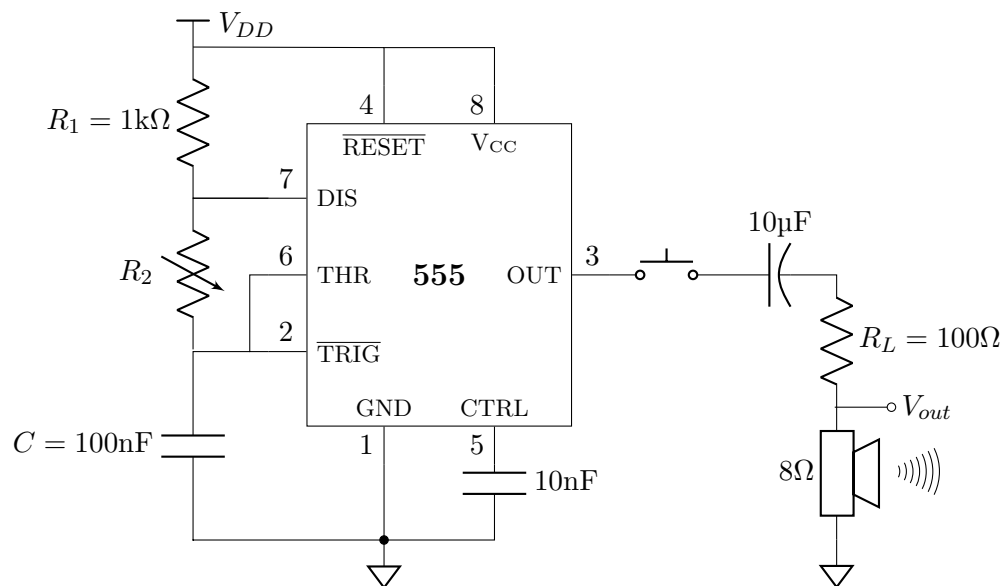 V_DD
R_1 = 1kΩ
4
8
RESET
VCC
7
DIS
R_2
6
THR
555
OUT
3
10µF
2
TRIG
R_L = 100Ω
GND
CTRL
V_out
C = 100nF
1
5
10nF
8Ω